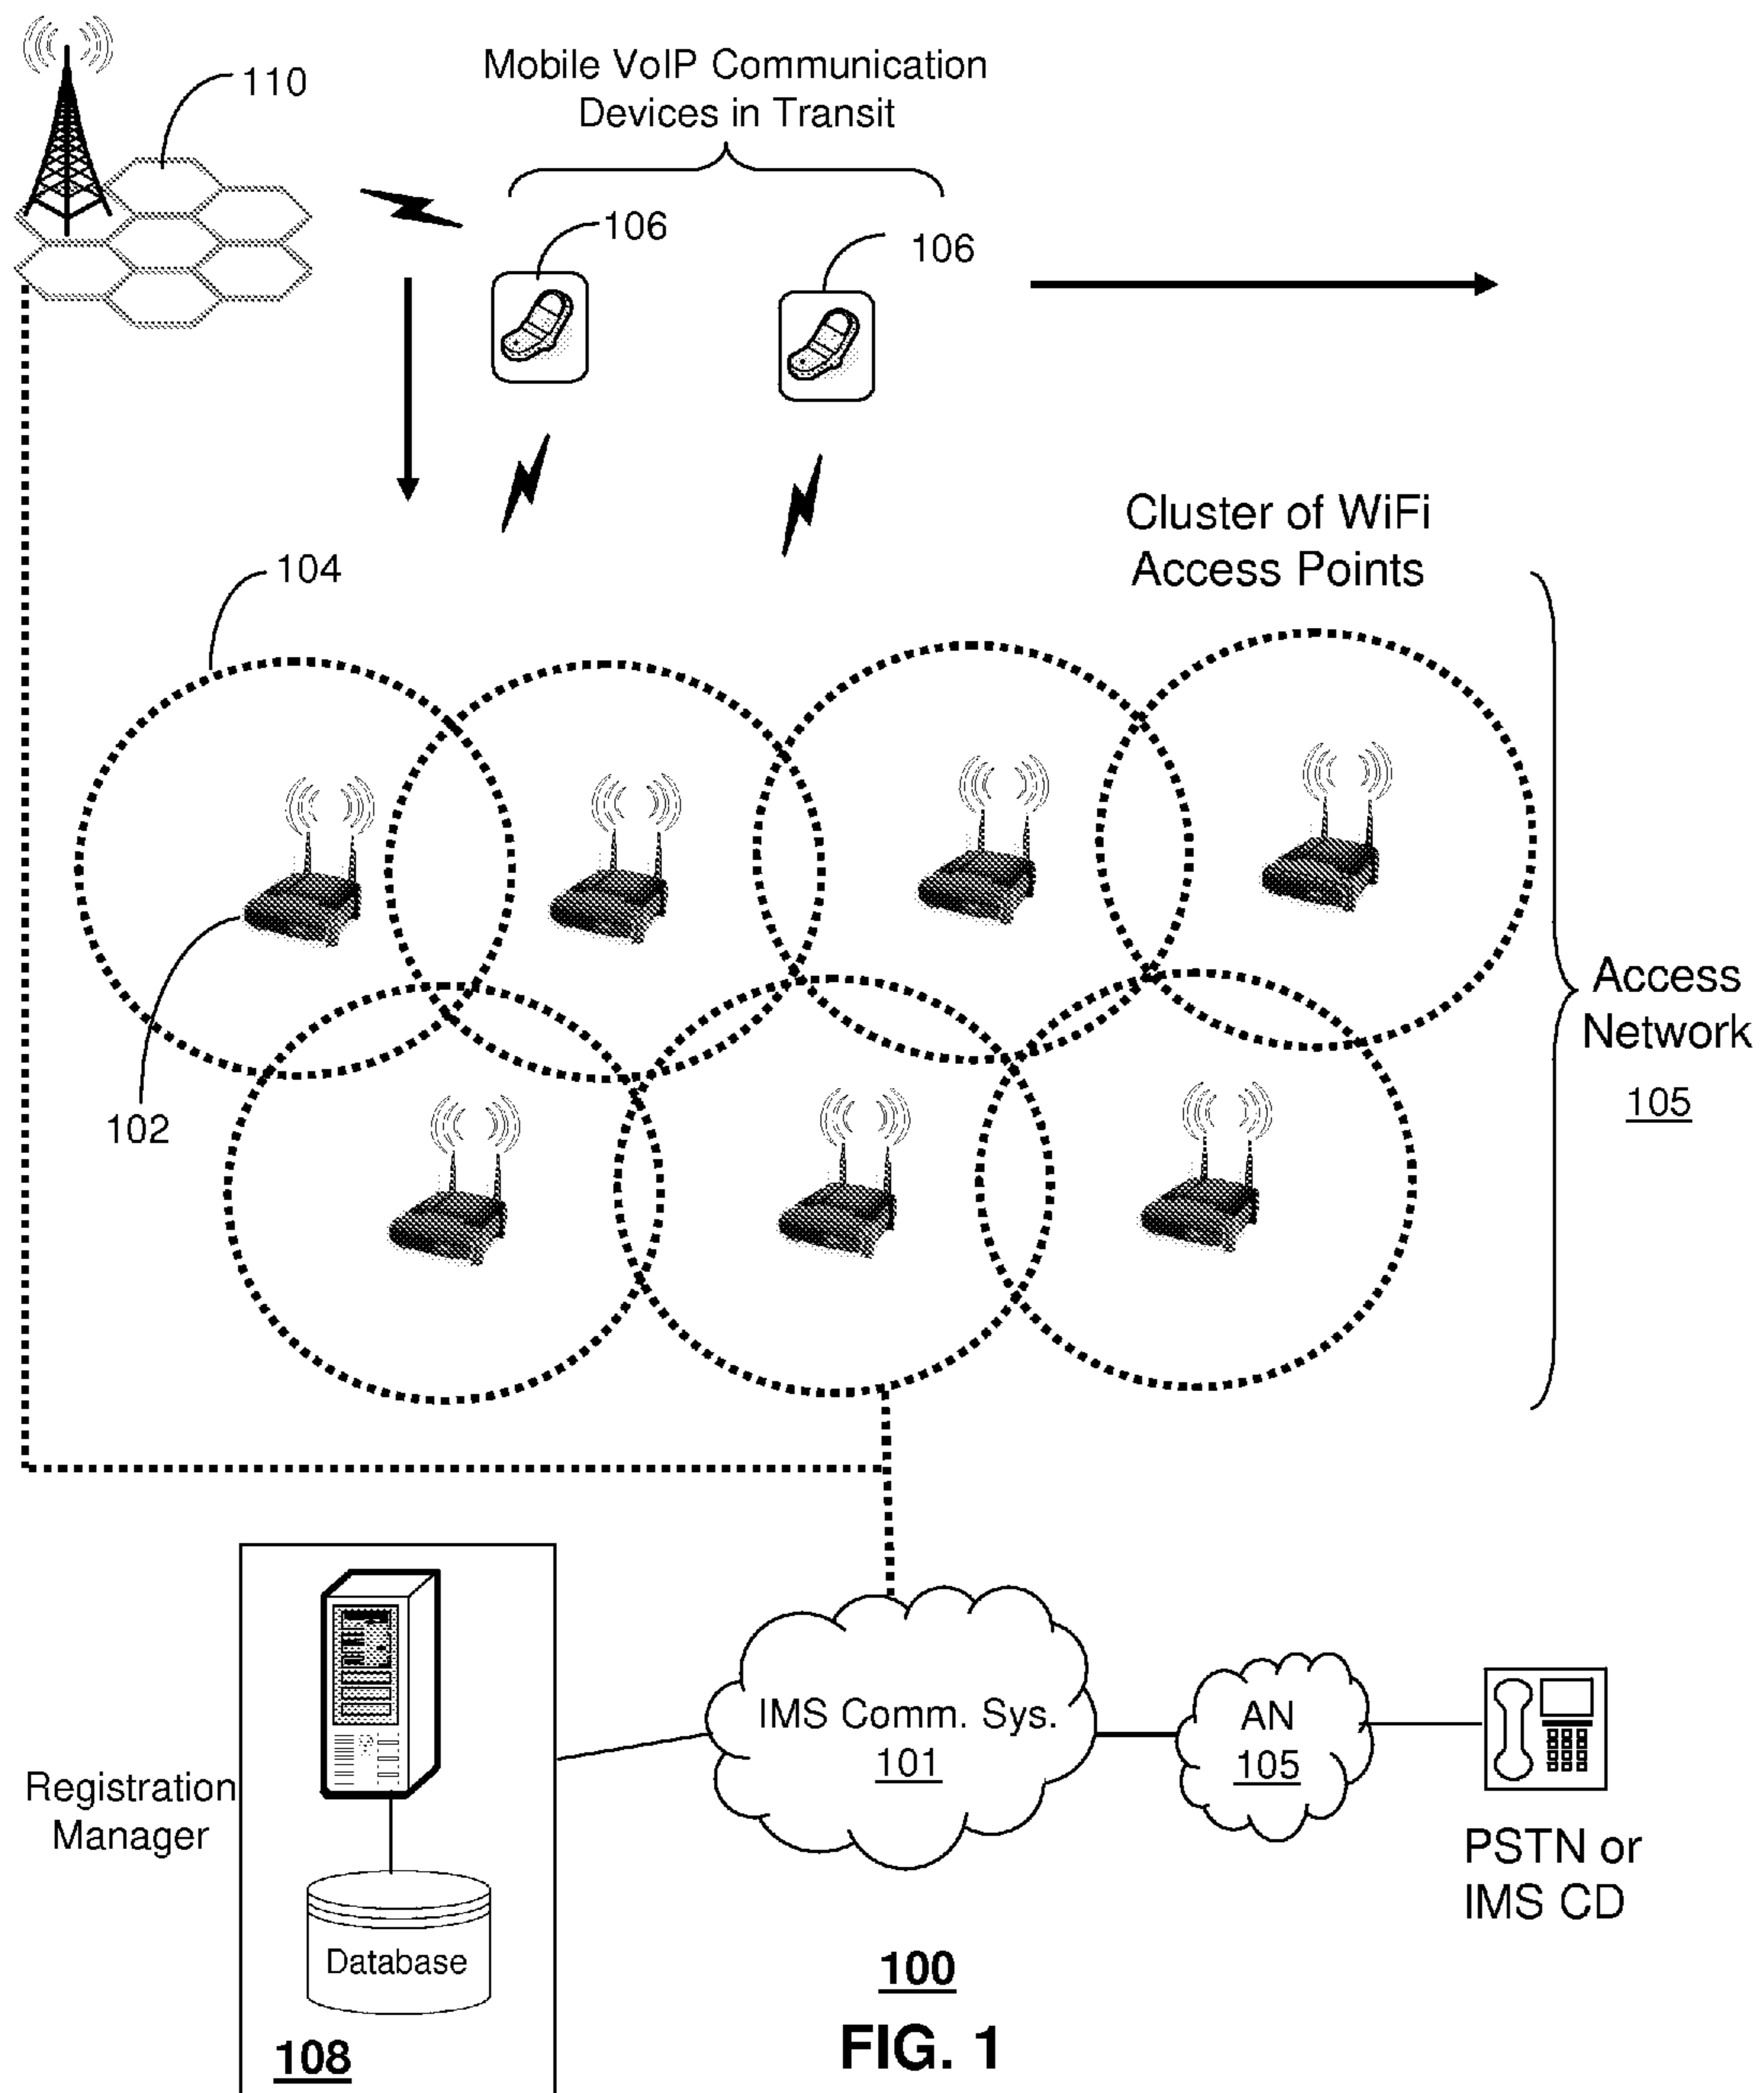 110
Mobile VoIP Communication
Devices in Transit
106
106
Cluster of WiFi
Access Points
104
Access
Network
105
102
IMS Comm. Sys.
101
AN
105
Registration
Manager
PSTN or
IMS CD
Database
108
100
FIG. 1